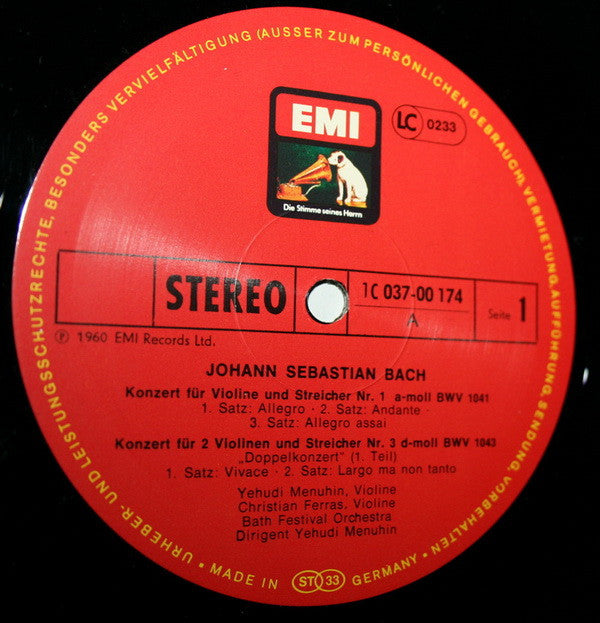 EMI
Die Stimme seines Herrn
LC 0233
STEREO
1C 037-00 174
A
Seite 1
℗ 1960 EMI Records Ltd.
JOHANN SEBASTIAN BACH
Konzert für Violine und Streicher Nr. 1 a-moll BWV 1041
1. Satz: Allegro · 2. Satz: Andante ·
3. Satz: Allegro assai
Konzert für 2 Violinen und Streicher Nr. 3 d-moll BWV 1043
„Doppelkonzert" (1. Teil)
1. Satz: Vivace · 2. Satz: Largo ma non tanto
Yehudi Menuhin, Violine
Christian Ferras, Violine
Bath Festival Orchestra
Dirigent Yehudi Menuhin
URHEBER- UND LEISTUNGSSCHUTZRECHTE, BESONDERS VERVIELFÄLTIGUNG (AUSSER ZUM PERSÖNLICHEN GEBRAUCH), VERMIETUNG, AUFFÜHRUNG, SENDUNG, VORBEHALTEN ·
· MADE IN ST 33 GERMANY ·